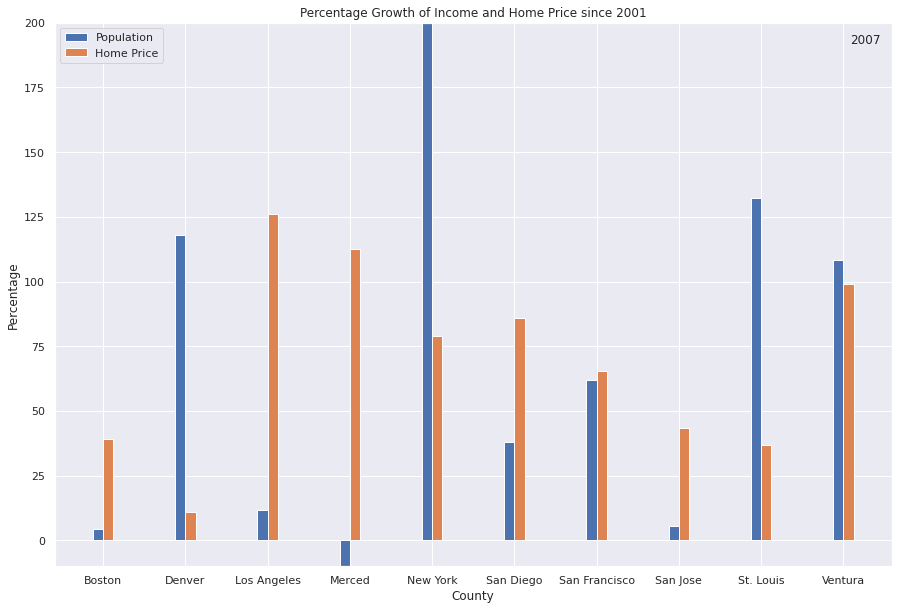 Percentage Growth of Income and Home Price since 2001
Population
Home Price
2007
200
175
150
125
100
75
50
25
0
Percentage
Boston Denver Los Angeles Merced New York San Diego San Francisco San Jose St. Louis Ventura
County